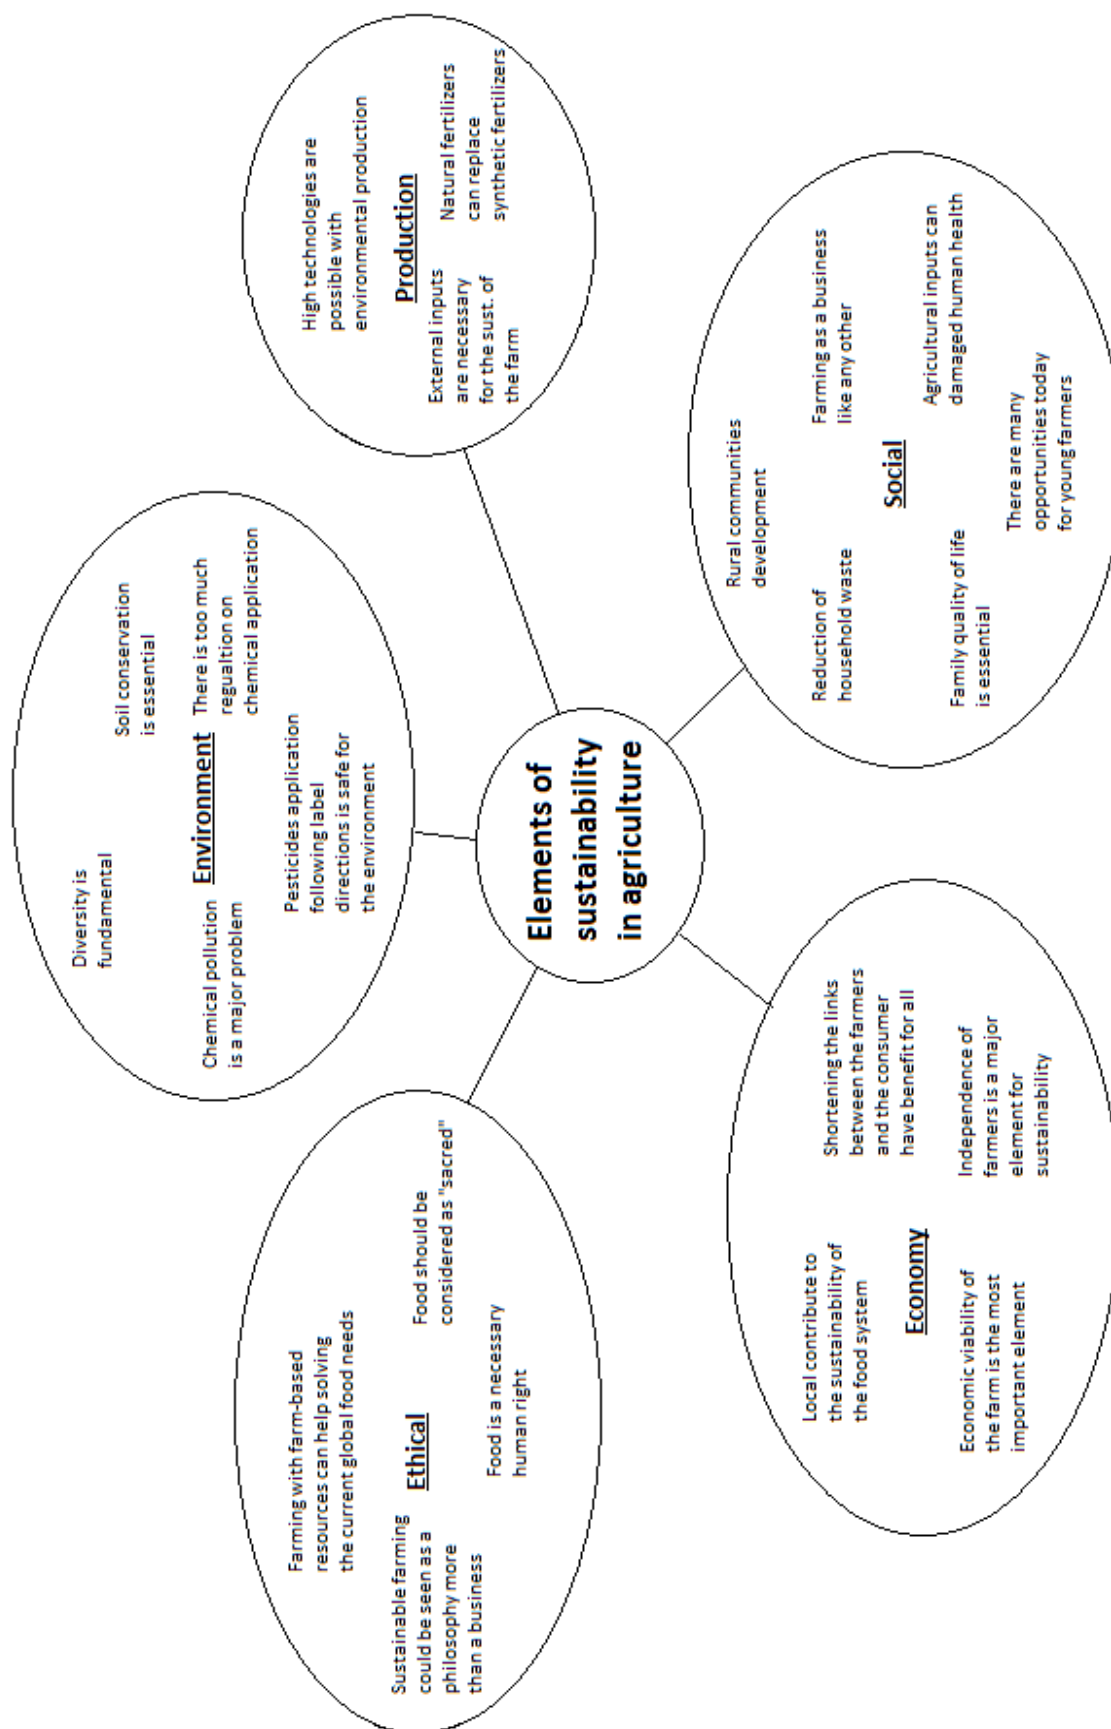 Farming with farm-based
resources can help solving
the current global food needs
Sustainable farming
could be seen as a
philosophy more
than a business
Ethical
Food should be
considered as "sacred"
Food is a necessary
human right
Diversity is
fundamental
Soil conservation
is essential
Chemical pollution
is a major problem
Environment
There is too much
regualtion on
chemical application
Pesticides application
following label
directions is safe for
the environment
High technologies are
possible with
environmental production
Production
External inputs
are necessary
for the sust. of
the farm
Natural fertilizers
can replace
synthetic fertilizers
Elements of
sustainability
in agriculture
Local contribute to
the sustainability of
the food system
Shortening the links
between the farmers
and the consumer
have benefit for all
Economy
Economic viability of
the farm is the most
important element
Independence of
farmers is a major
element for
sustainability
Rural communities
development
Reduction of
household waste
Farming as a business
like any other
Social
Family quality of life
is essential
Agricultural inputs can
damaged human health
There are many
opportunities today
for young farmers